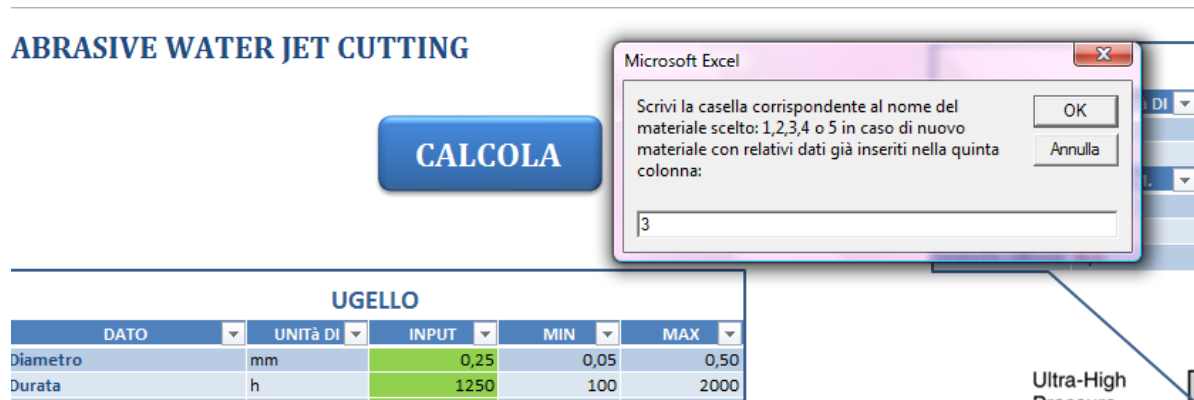 ABRASIVE WATER JET CUTTING
Microsoft Excel
Scrivi la casella corrispondente al nome del
materiale scelto: 1,2,3,4 o 5 in caso di nuovo
materiale con relativi dati già inseriti nella quinta
colonna:
OK
Annulla
3
DI
CALCOLA
UGELLO
DATO UNITà DI INPUT MIN MAX
Diametro mm 0,25 0,05 0,50
Durata h 1250 100 2000
Ultra-High